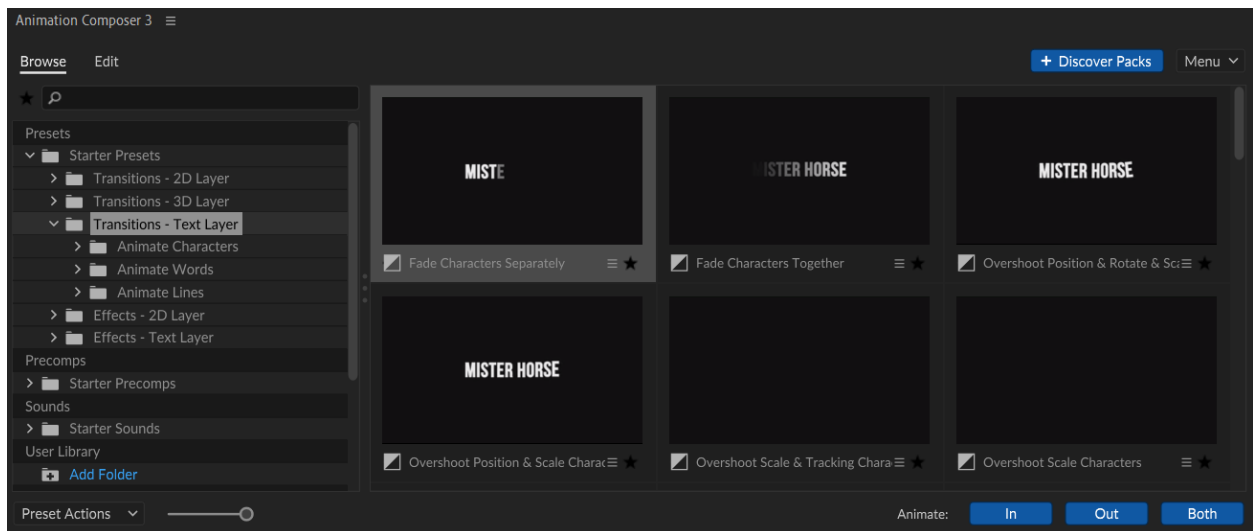 Animation Composer 3
Browse Edit + Discover Packs Menu
Presets
Starter Presets
Transitions - 2D Layer
Transitions - 3D Layer
Transitions - Text Layer
Animate Characters
Animate Words
Animate Lines
Effects - 2D Layer
Effects - Text Layer
Precomps
Starter Precomps
Sounds
Starter Sounds
User Library
Add Folder
MISTE
ISTER HORSE
MISTER HORSE
Fade Characters Separately
Fade Characters Together
Overshoot Position & Rotate & Sca
MISTER HORSE
Overshoot Position & Scale Charac
Overshoot Scale & Tracking Chara
Overshoot Scale Characters
Preset Actions
Animate: In Out Both